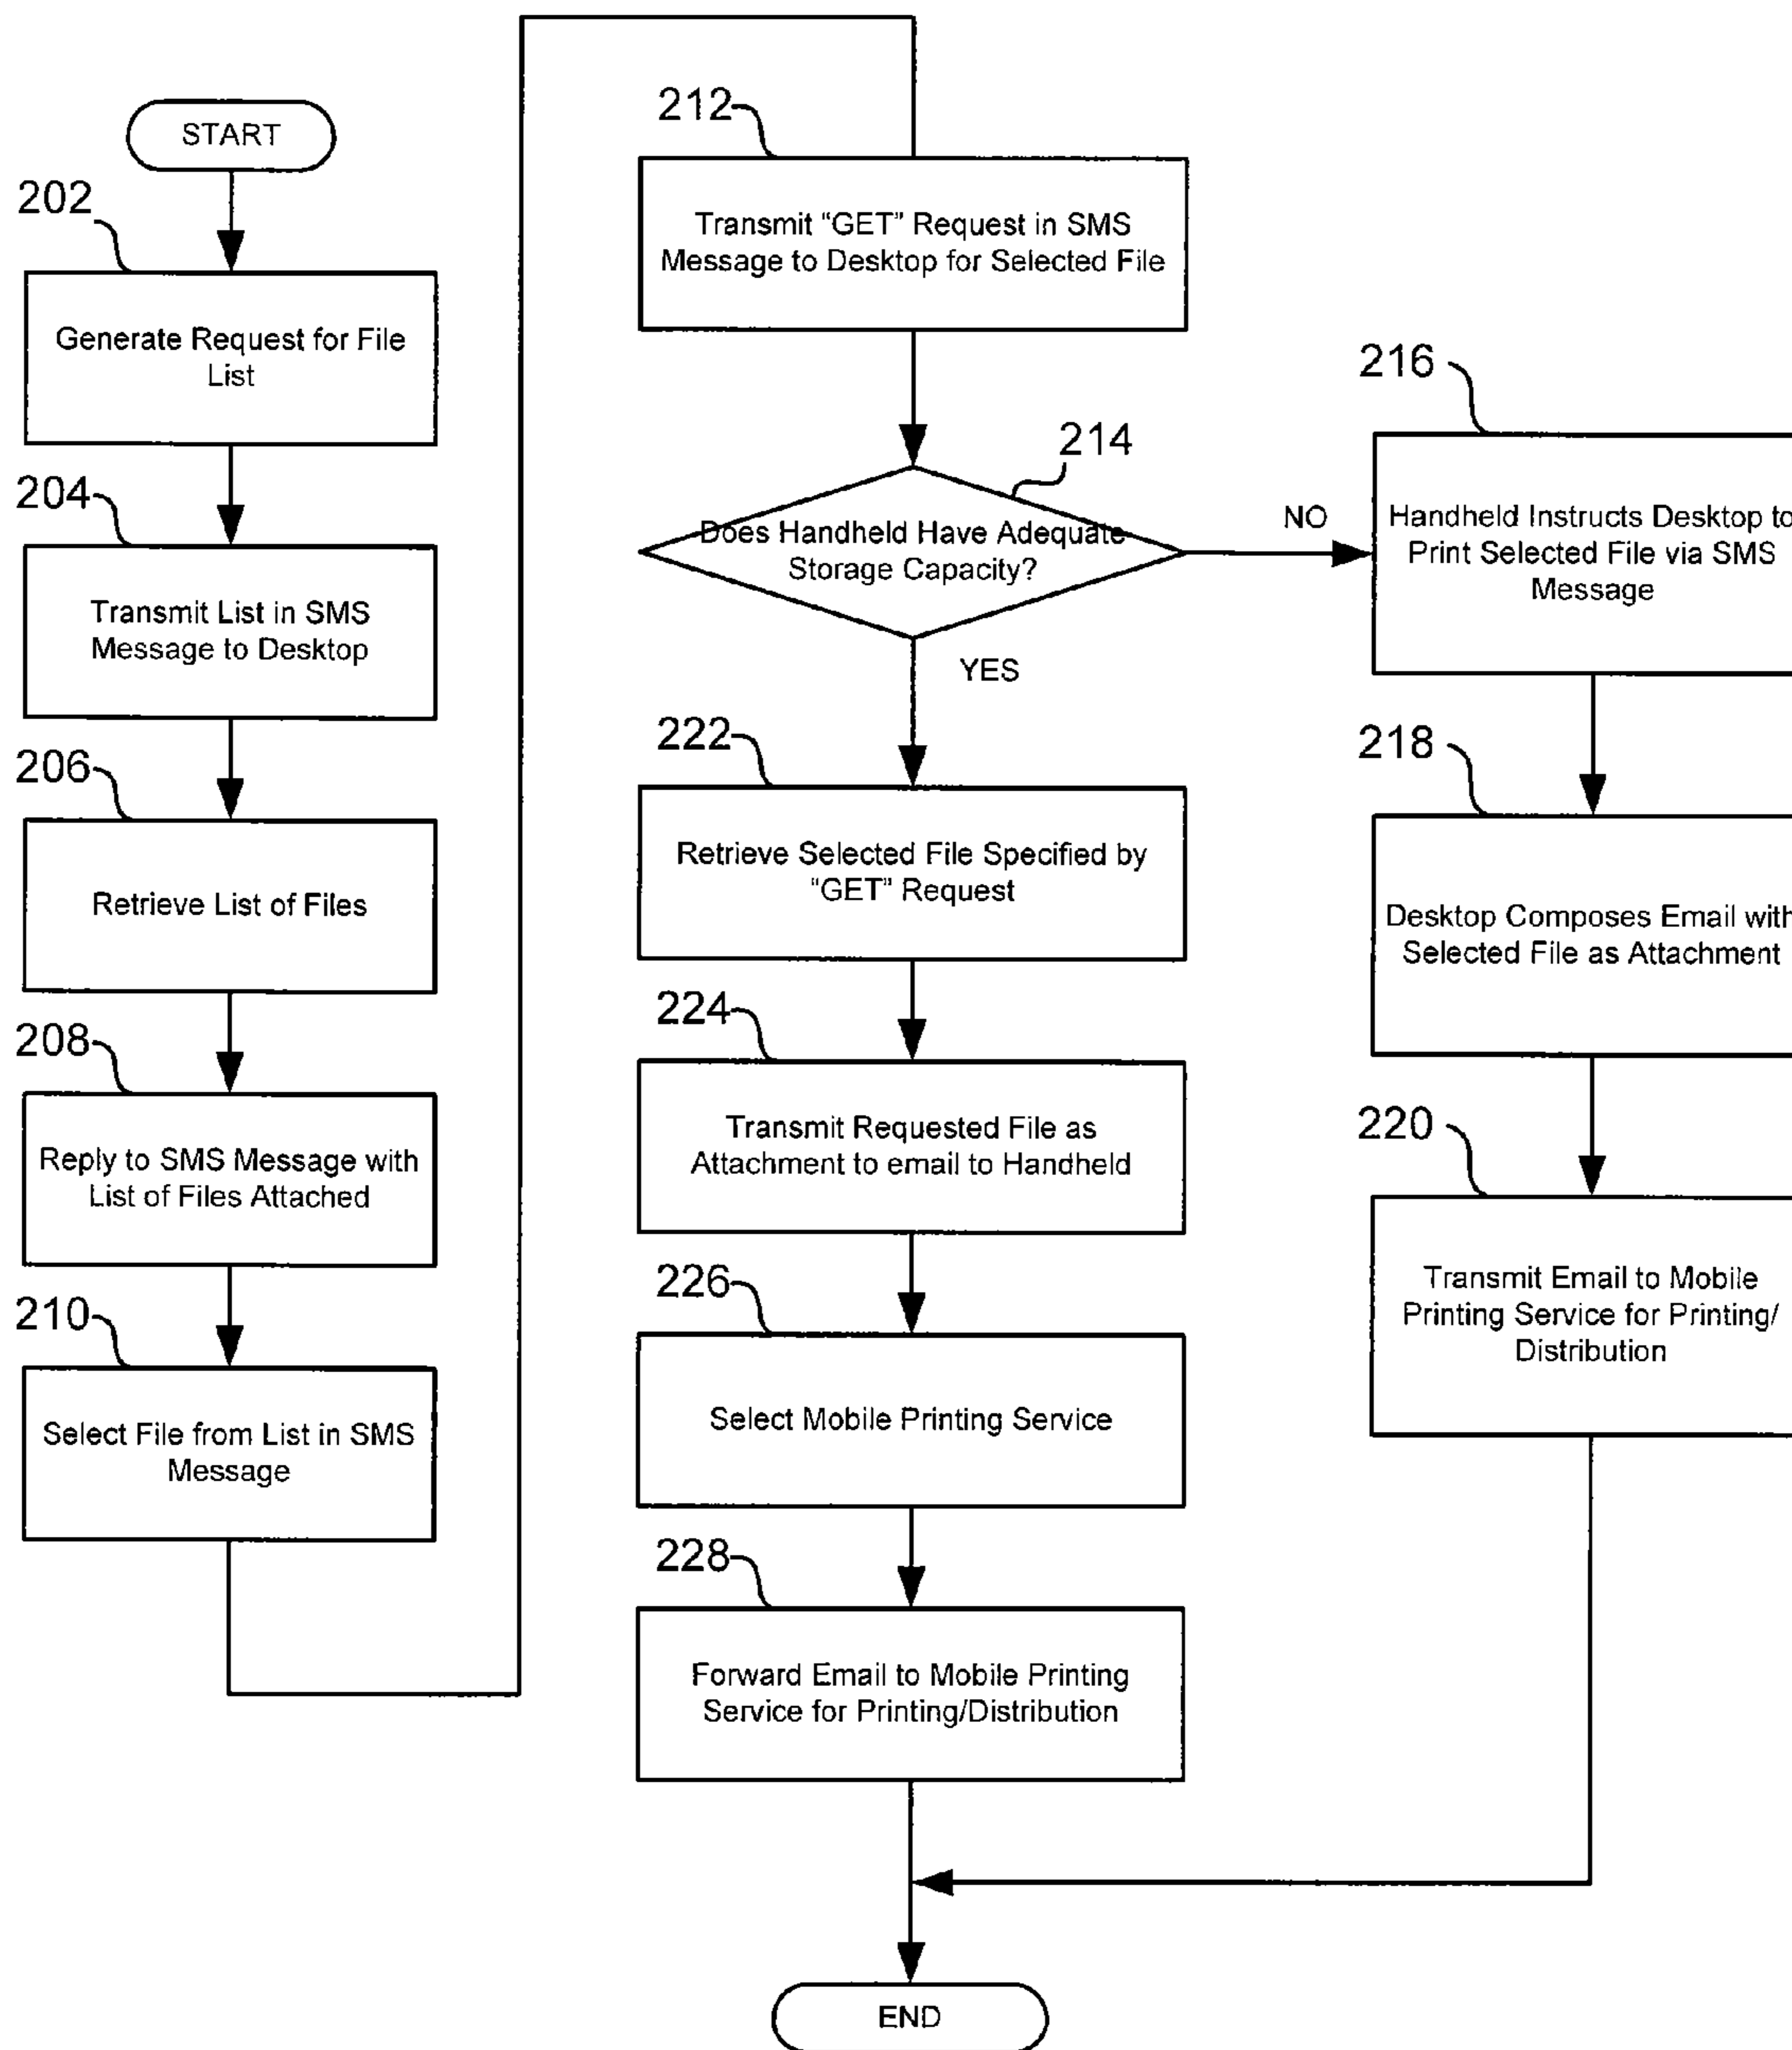 START
202
Generate Request for File
List
204
Transmit List in SMS
Message to Desktop
206
Retrieve List of Files
208
Reply to SMS Message with
List of Files Attached
210
Select File from List in SMS
Message
212
Transmit “GET” Request in SMS
Message to Desktop for Selected File
214
Does Handheld Have Adequate
Storage Capacity?
NO
YES
216
Handheld Instructs Desktop to
Print Selected File via SMS
Message
218
Desktop Composes Email with
Selected File as Attachment
220
Transmit Email to Mobile
Printing Service for Printing/
Distribution
222
Retrieve Selected File Specified by
“GET” Request
224
Transmit Requested File as
Attachment to email to Handheld
226
Select Mobile Printing Service
228
Forward Email to Mobile Printing
Service for Printing/Distribution
END